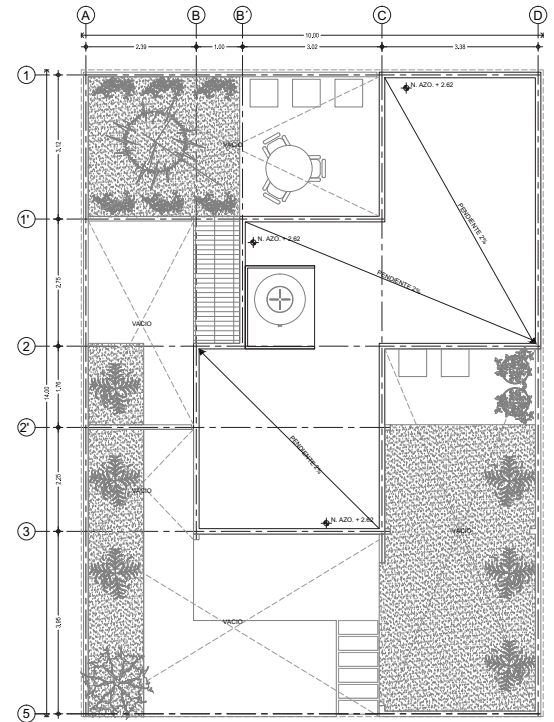 A B B' C D
10,00
2,39 1,00 3,02 3,38
1
N. AZO. + 2.62
3,12
VACIO
PENDIENTE 2%
1'
N. AZO. + 2.62
2,75
PENDIENTE 2%
VACIO
2
14,00
1,76
2'
PENDIENTE 2%
VACIO
2,25
N. AZO. + 2.62
VACIO
3
3,95
VACIO
5